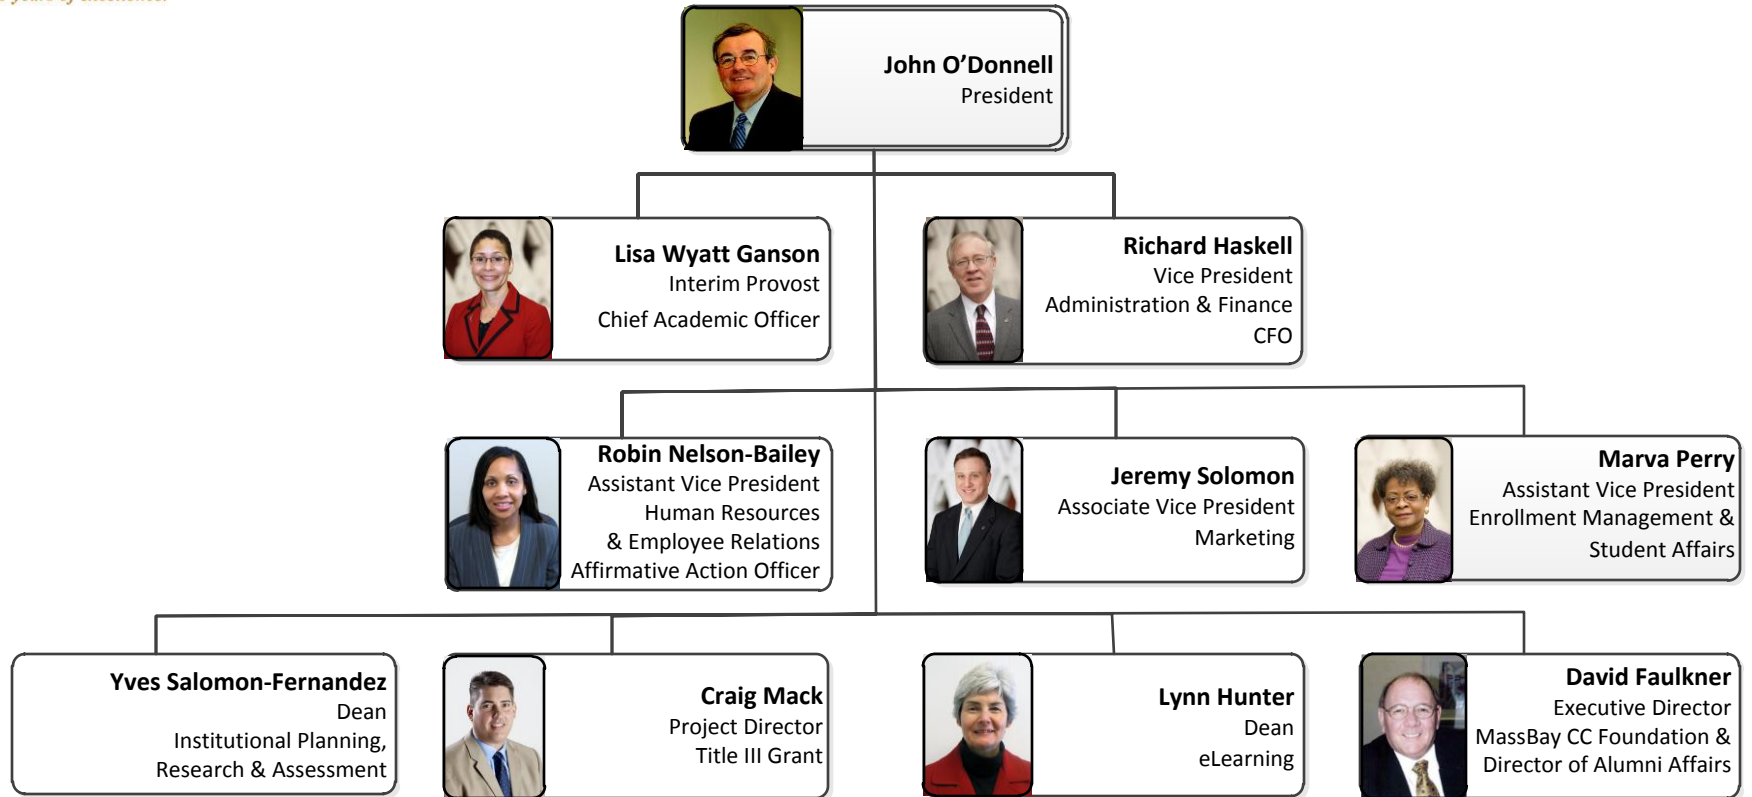 years of excellence.
John O’Donnell
President
Lisa Wyatt Ganson
Interim Provost
Chief Academic Officer
Richard Haskell
Vice President
Administration & Finance
CFO
Robin Nelson-Bailey
Assistant Vice President
Human Resources
& Employee Relations
Affirmative Action Officer
Jeremy Solomon
Associate Vice President
Marketing
Marva Perry
Assistant Vice President
Enrollment Management &
Student Affairs
Yves Salomon-Fernandez
Dean
Institutional Planning,
Research & Assessment
Craig Mack
Project Director
Title III Grant
Lynn Hunter
Dean
eLearning
David Faulkner
Executive Director
MassBay CC Foundation &
Director of Alumni Affairs